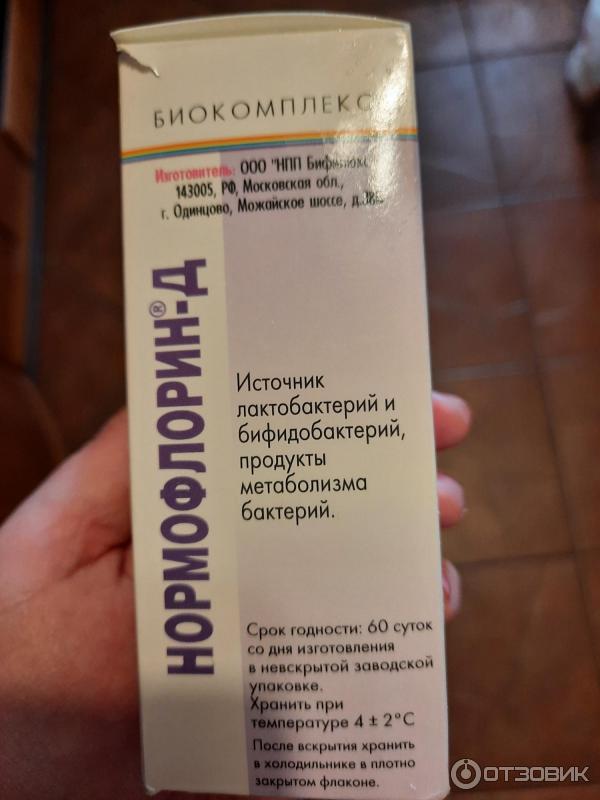 БИОКОМПЛЕКС
Изготовитель: ООО "НПП Бифилюкс"
143005, РФ, Московская обл.,
г. Одинцово, Можайское шоссе,
НОРМОФЛОРИН®-Д
Источник
лактобактерий и
бифидобактерий,
продукты
метаболизма
бактерий.
Срок годности: 60 суток
со дня изготовления
в невскрытой заводской
упаковке.
Хранить при
температуре 4 ± 2°С
После вскрытия хранить
в холодильнике в плотно
закрытом флаконе.
ОТЗОВИК